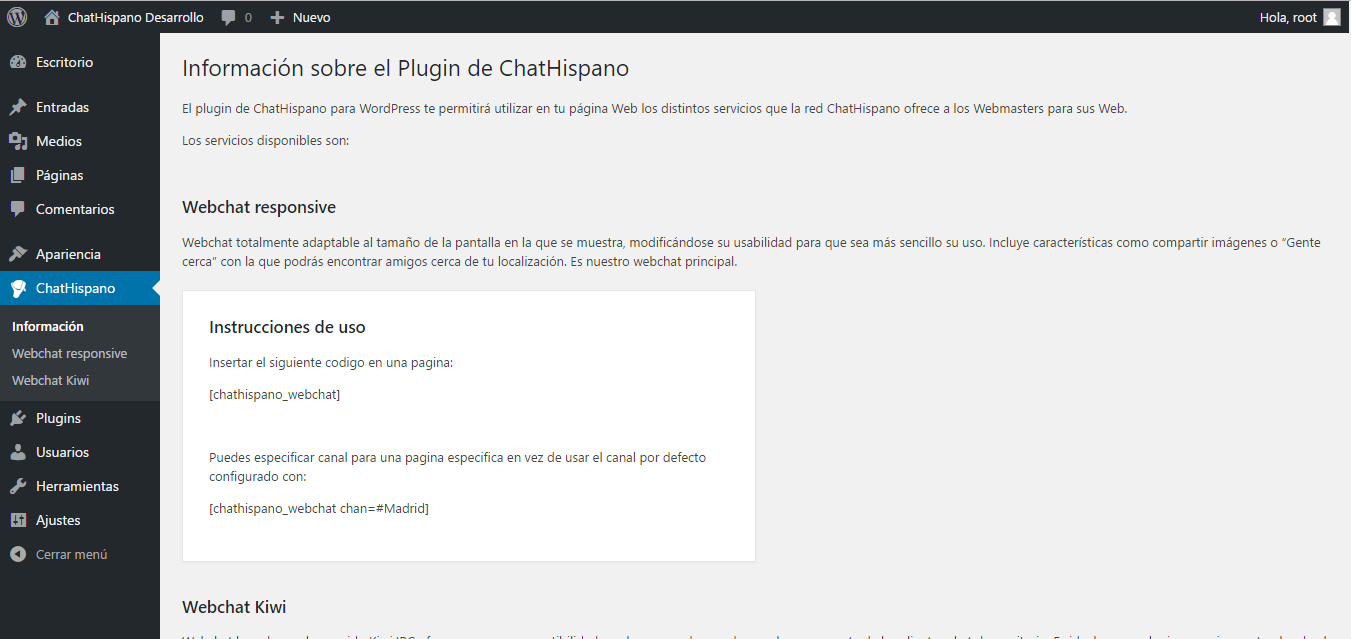 ChatHispano Desarrollo
0
Nuevo
Hola, root
Escritorio
Entradas
Medios
Páginas
Comentarios
Apariencia
ChatHispano
Información
Webchat responsive
Webchat Kiwi
Plugins
Usuarios
Herramientas
Ajustes
Cerrar menú
Información sobre el Plugin de ChatHispano
El plugin de ChatHispano para WordPress te permitirá utilizar en tu página Web los distintos servicios que la red ChatHispano ofrece a los Webmasters para sus Web.
Los servicios disponibles son:
Webchat responsive
Webchat totalmente adaptable al tamaño de la pantalla en la que se muestra, modificándose su usabilidad para que sea más sencillo su uso. Incluye características como compartir imágenes o “Gente
cerca” con la que podrás encontrar amigos cerca de tu localización. Es nuestro webchat principal.
Instrucciones de uso
Insertar el siguiente codigo en una pagina:
[chathispano_webchat]
Puedes especificar canal para una pagina especifica en vez de usar el canal por defecto
configurado con:
[chathispano_webchat chan=#Madrid]
Webchat Kiwi